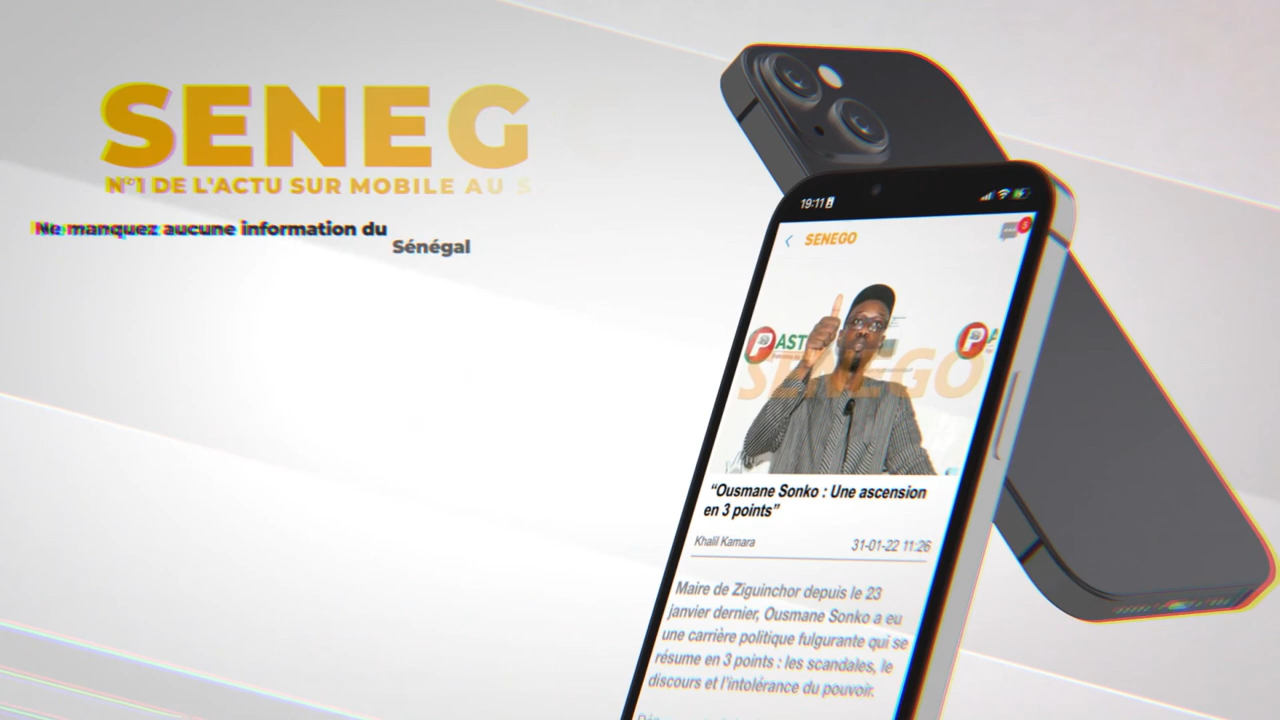 SENEG
N°1 DE L'ACTU SUR MOBILE AU S
Ne manquez aucune information du
Sénégal
19:11
SENEGO
3
PAST
P
SENEGO
“Ousmane Sonko : Une ascension
en 3 points”
Khalil Kamara 31-01-22 11:26
Maire de Ziguinchor depuis le 23
janvier dernier, Ousmane Sonko a eu
une carrière politique fulgurante qui se
résume en 3 points : les scandales, le
discours et l'intolérance du pouvoir.